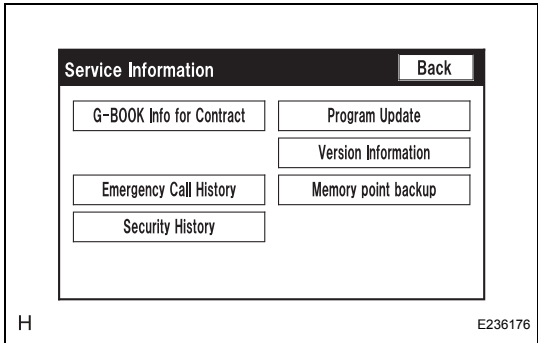 Service Information
Back
G-BOOK Info for Contract
Program Update
Version Information
Emergency Call History
Memory point backup
Security History
H
E236176